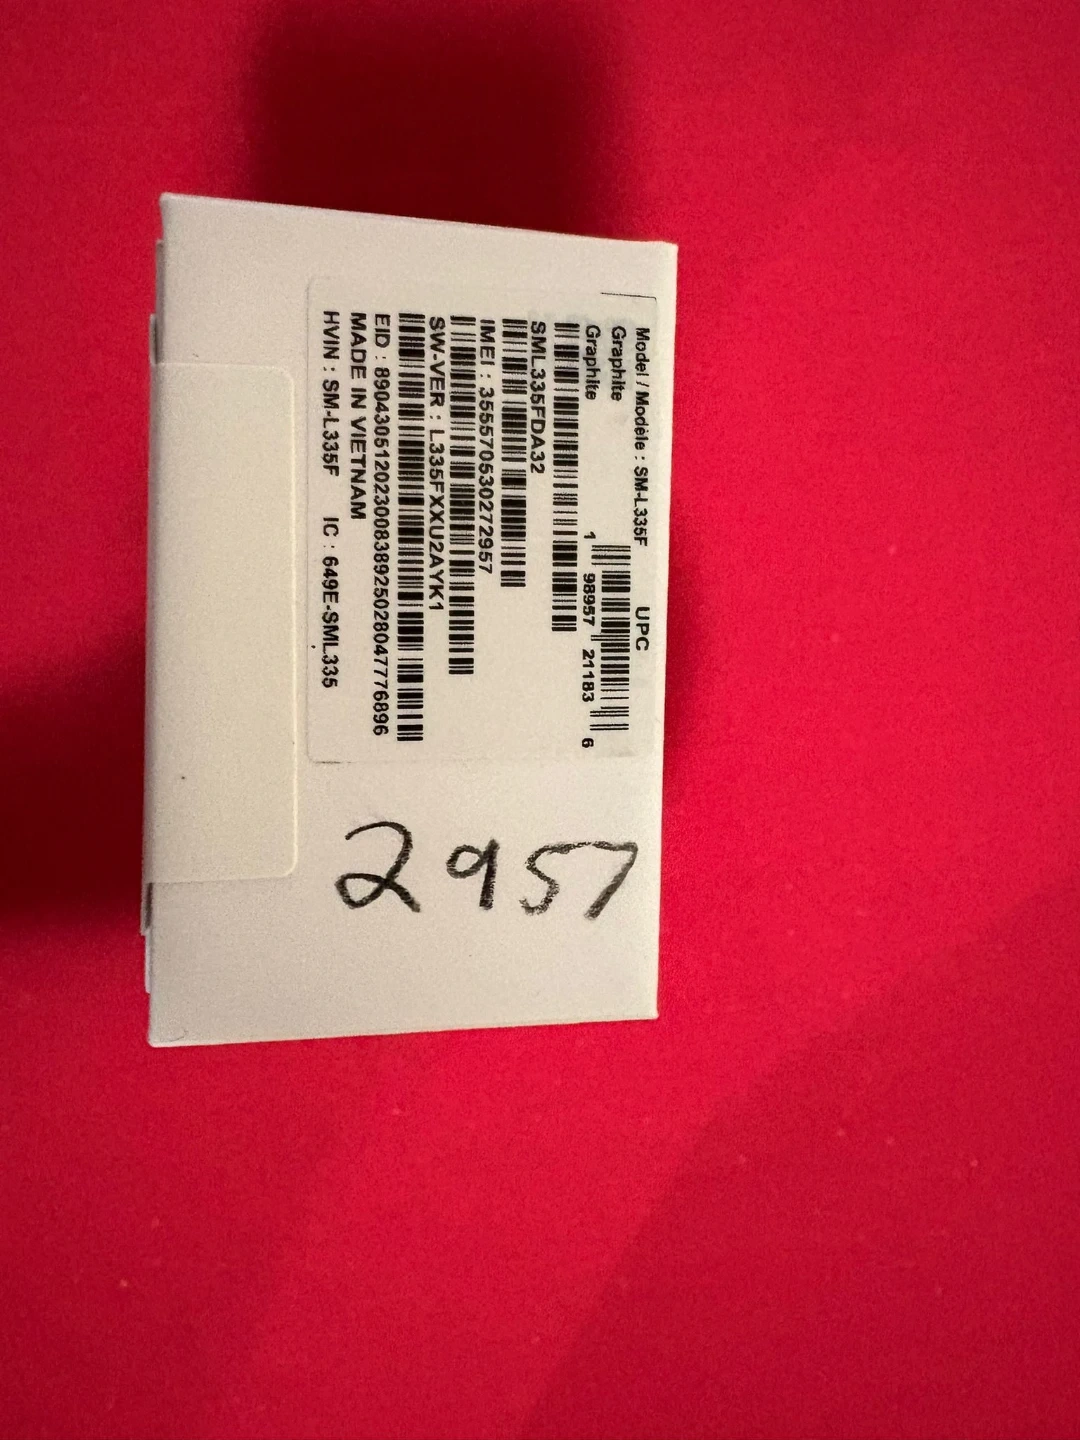 Model / Modèle : SM-L335F
UPC
Graphite
Graphite
1 98957 21183 6
SML335FDA32
IMEI : 355570530272957
SW-VER : L335FXXU2AYK1
EID : 89043051202300838925028047776896
MADE IN VIETNAM
HVIN : SM-L335F IC : 649E-SML335
2957